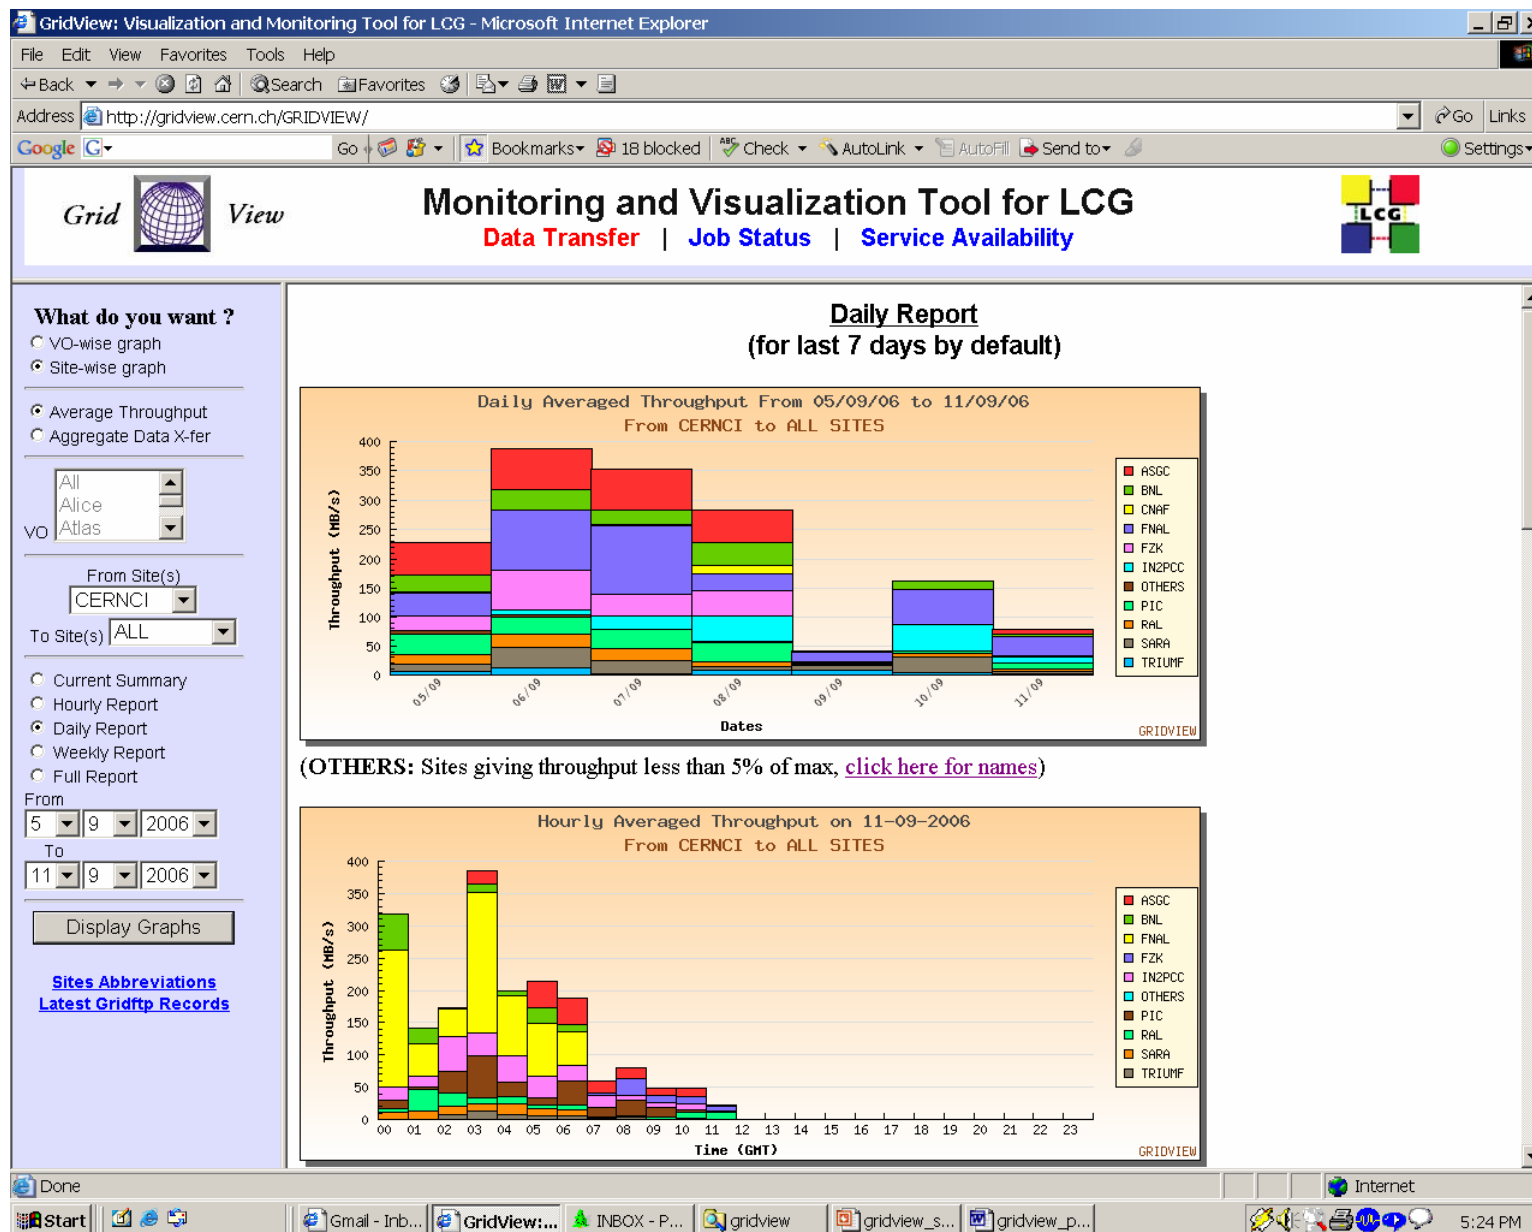 GridView: Visualization and Monitoring Tool for LCG - Microsoft Internet Explorer
File Edit View Favorites Tools Help
Back Search Favorites
Address http://gridview.cern.ch/GRIDVIEW/ Go Links
Google G Go Bookmarks 18 blocked ABC Check AutoLink AutoFill Send to Settings
Grid View
Monitoring and Visualization Tool for LCG
Data Transfer | Job Status | Service Availability
LCG
What do you want ?
VO-wise graph
Site-wise graph
Average Throughput
Aggregate Data X-fer
VO
All
Alice
Atlas
From Site(s)
CERNCI
To Site(s) ALL
Current Summary
Hourly Report
Daily Report
Weekly Report
Full Report
From
5 9 2006
To
11 9 2006
Display Graphs
Sites Abbreviations
Latest Gridftp Records
Daily Report
(for last 7 days by default)
Daily Averaged Throughput From 05/09/06 to 11/09/06
From CERNCI to ALL SITES
Throughput (MB/s)
400
350
300
250
200
150
100
50
0
05/09 06/09 07/09 08/09 09/09 10/09 11/09
Dates
ASGC
BNL
CNAF
FNAL
FZK
IN2PCC
OTHERS
PIC
RAL
SARA
TRIUMF
GRIDVIEW
(OTHERS: Sites giving throughput less than 5% of max, click here for names)
Hourly Averaged Throughput on 11-09-2006
From CERNCI to ALL SITES
Throughput (MB/s)
400
350
300
250
200
150
100
50
0
00 01 02 03 04 05 06 07 08 09 10 11 12 13 14 15 16 17 18 19 20 21 22 23
Time (GMT)
ASGC
BNL
FNAL
FZK
IN2PCC
OTHERS
PIC
RAL
SARA
TRIUMF
GRIDVIEW
Done Internet
Start Gmail - Inb... GridView:... INBOX - P... gridview gridview_s... gridview_p... 5:24 PM